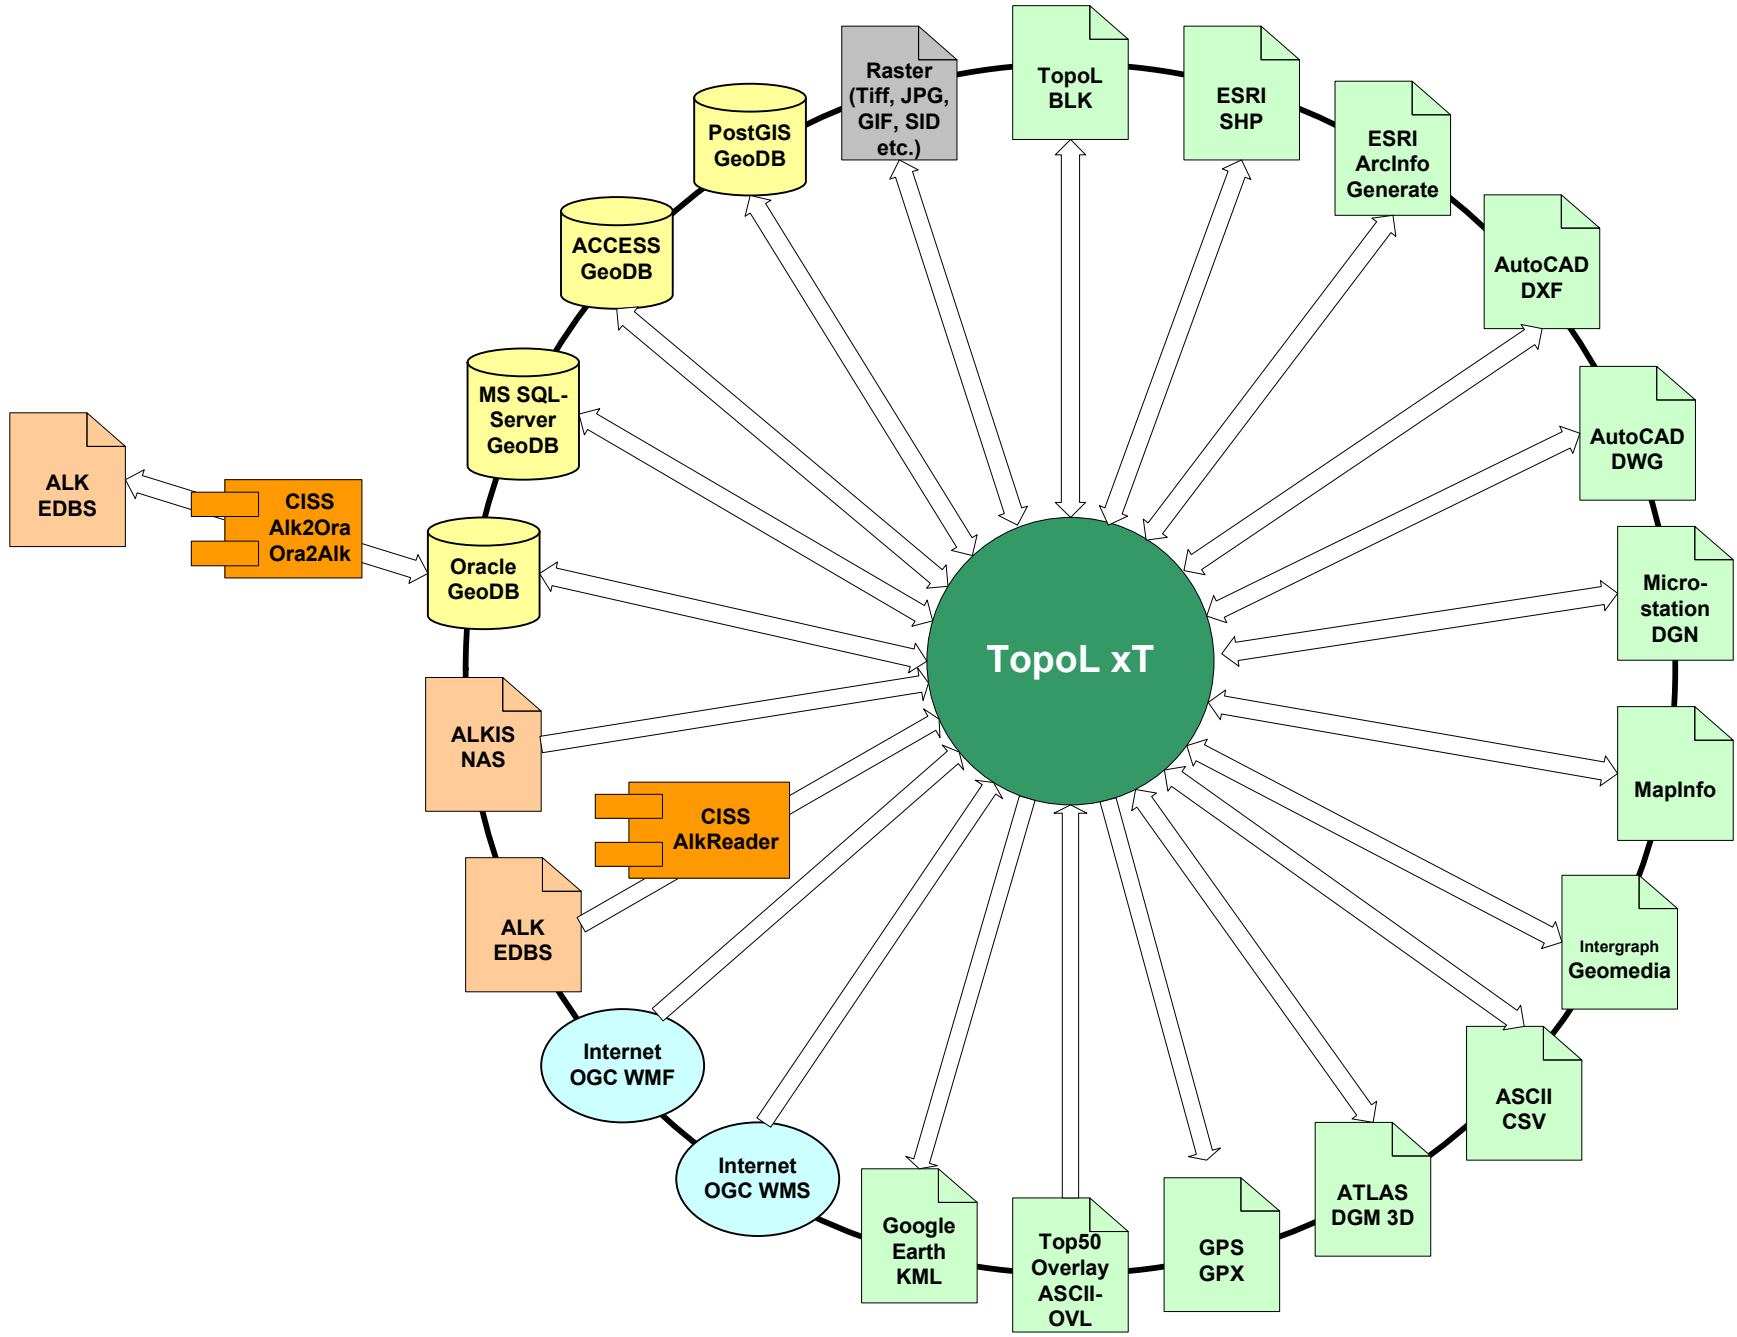 Raster
(Tiff, JPG,
GIF, SID
etc.)
TopoL
BLK
ESRI
SHP
ESRI
ArcInfo
Generate
AutoCAD
DXF
AutoCAD
DWG
Micro-
station
DGN
MapInfo
Intergraph
Geomedia
ASCII
CSV
ATLAS
DGM 3D
GPS
GPX
Top50
Overlay
ASCII-
OVL
Google
Earth
KML
Internet
OGC WMS
Internet
OGC WMF
ALK
EDBS
CISS
AlkReader
ALKIS
NAS
Oracle
GeoDB
CISS
Alk2Ora
Ora2Alk
ALK
EDBS
MS SQL-
Server
GeoDB
ACCESS
GeoDB
PostGIS
GeoDB
TopoL xT